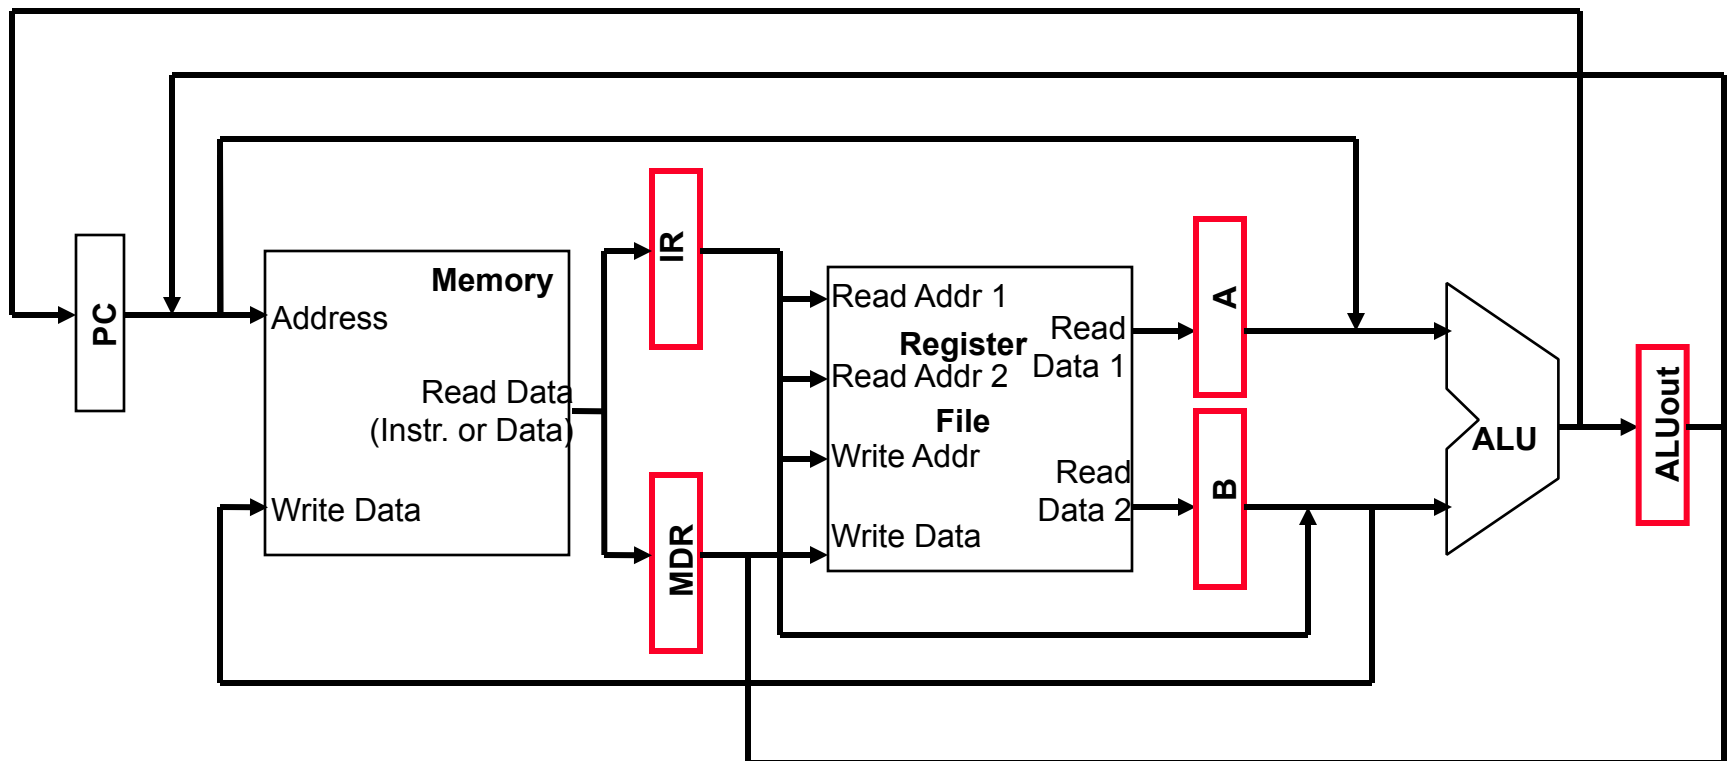 PC
Memory
Address
Read Data
(Instr. or Data)
Write Data
IR
MDR
Read Addr 1
Register
Read Addr 2
File
Write Addr
Write Data
Read
Data 1
Read
Data 2
A
B
ALU
ALUout